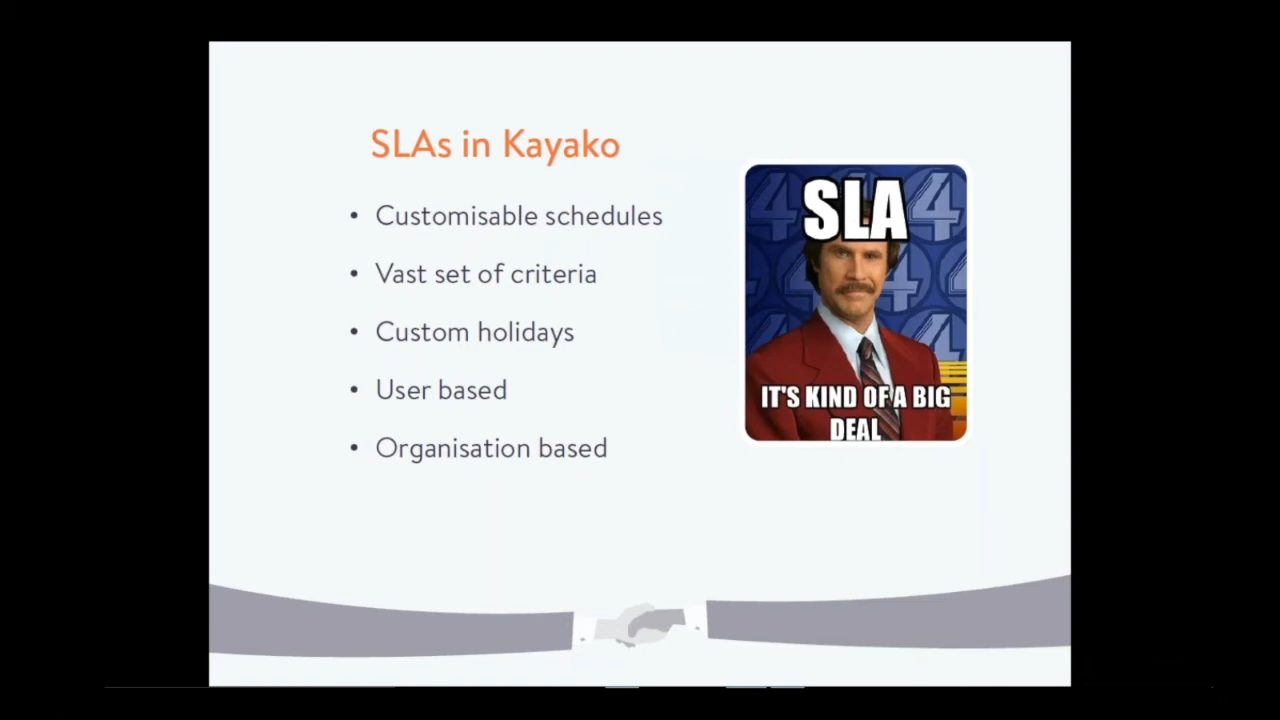 SLAs in Kayako
• Customisable schedules
• Vast set of criteria
• Custom holidays
• User based
• Organisation based
SLA
IT'S KIND OF A BIG
DEAL